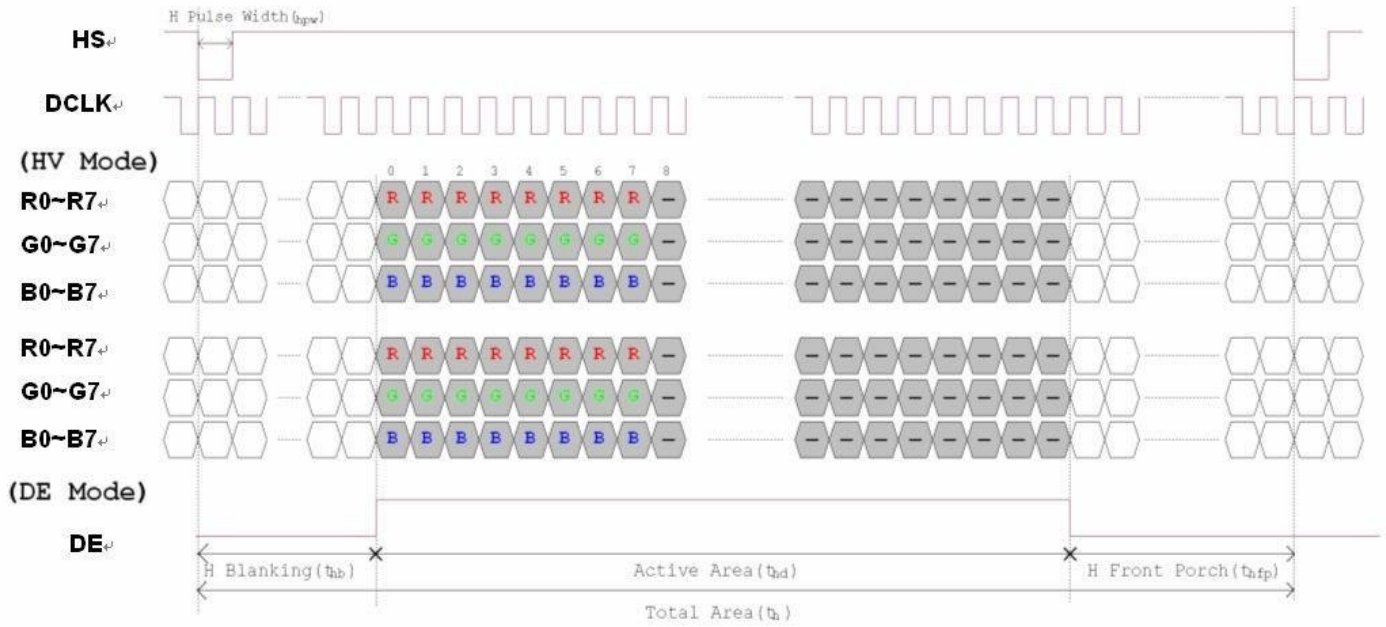 H Pulse Width(thpw)
HS↵
DCLK↵
(HV Mode)
0 1 2 3 4 5 6 7 8
R0~R7↵ R R R R R R R R — — — — — — — — —
G0~G7↵ G G G G G G G G — — — — — — — — —
B0~B7↵ B B B B B B B B — — — — — — — — —
R0~R7↵ R R R R R R R R — — — — — — — — —
G0~G7↵ G G G G G G G G — — — — — — — — —
B0~B7↵ B B B B B B B B — — — — — — — — —
(DE Mode)
DE↵
H Blanking(thb) Active Area(thd) H Front Porch(thfp)
Total Area(th)